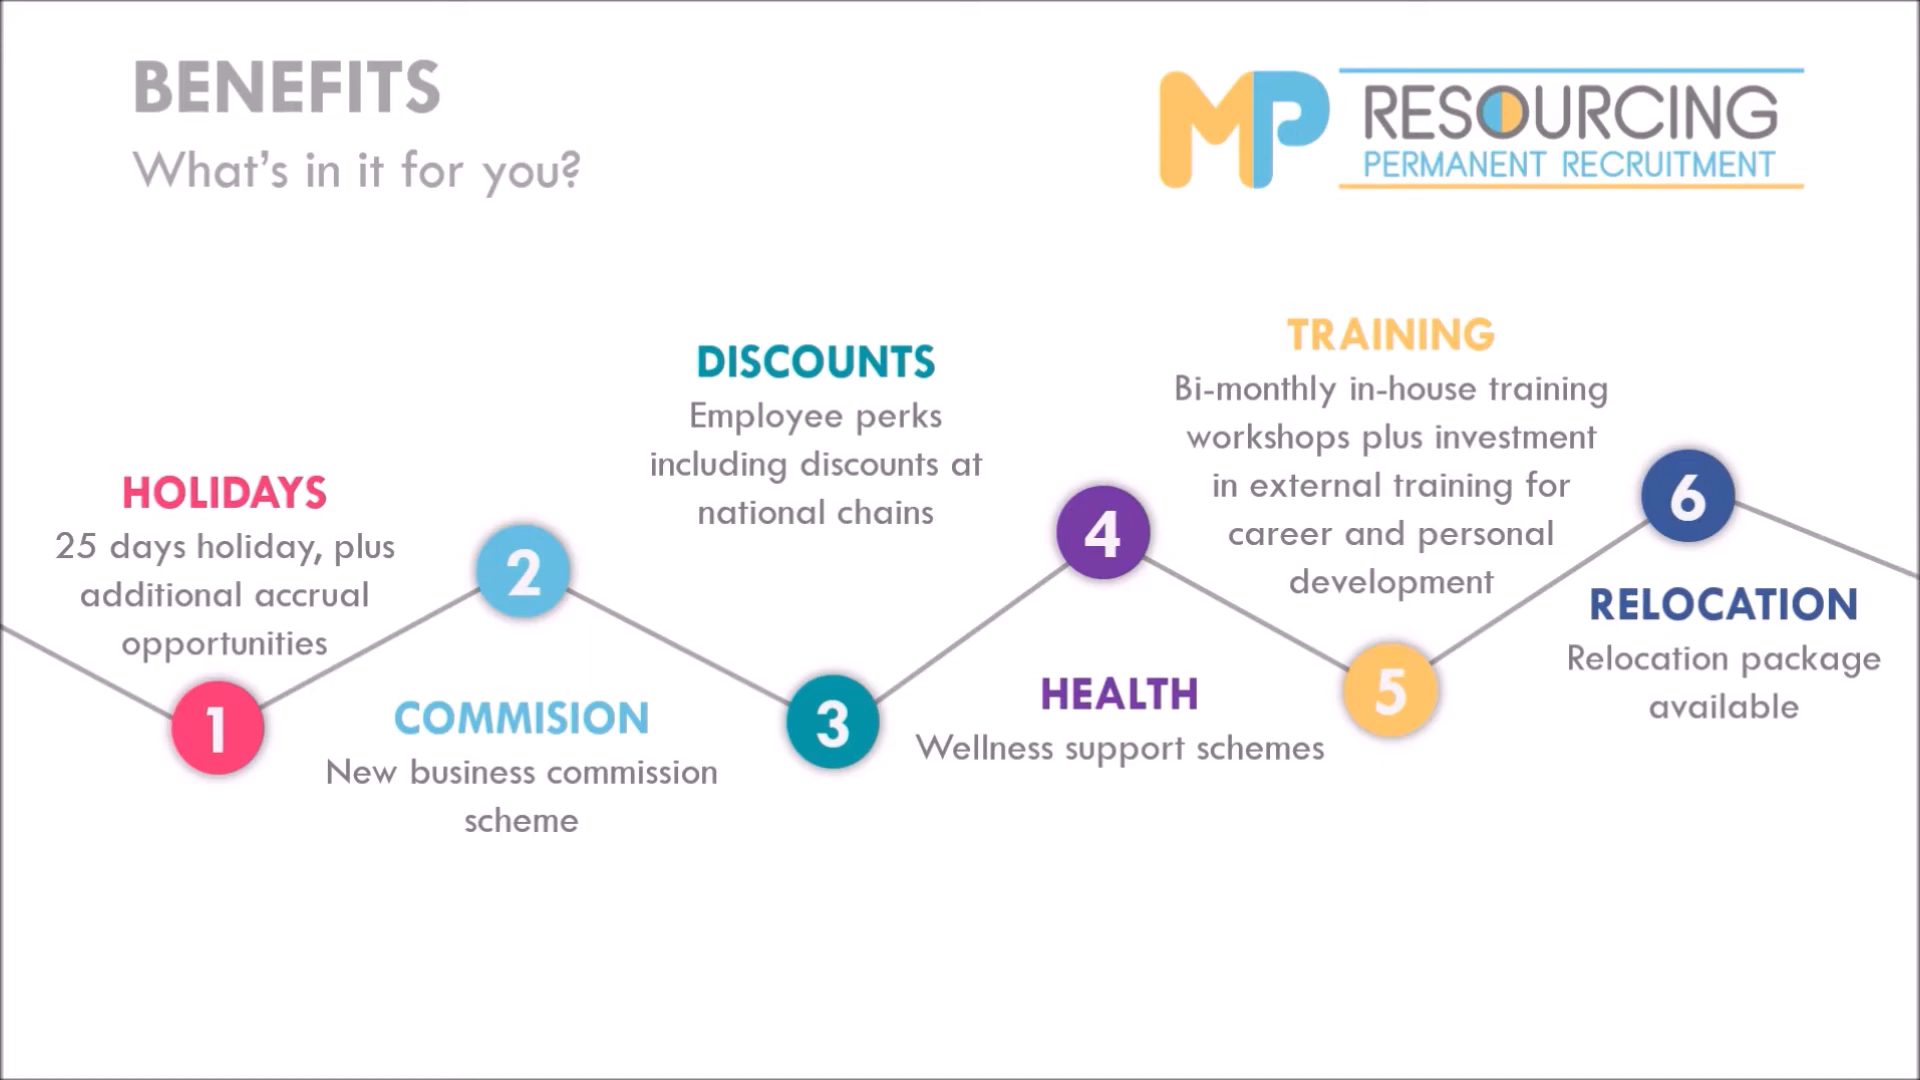 BENEFITS
What's in it for you?
MP RESOURCING
PERMANENT RECRUITMENT
HOLIDAYS
25 days holiday, plus
additional accrual
opportunities
1
2
COMMISION
New business commission
scheme
DISCOUNTS
Employee perks
including discounts at
national chains
3
4
HEALTH
Wellness support schemes
TRAINING
Bi-monthly in-house training
workshops plus investment
in external training for
career and personal
development
5
6
RELOCATION
Relocation package
available